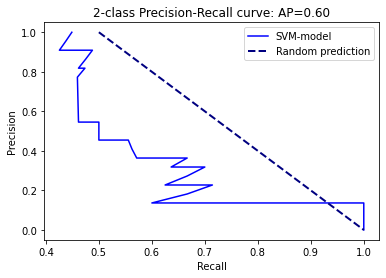 2-class Precision-Recall curve: AP=0.60
SVM-model
Random prediction
Precision
1.0
0.8
0.6
0.4
0.2
0.0
0.4
0.5
0.6
0.7
0.8
0.9
1.0
Recall